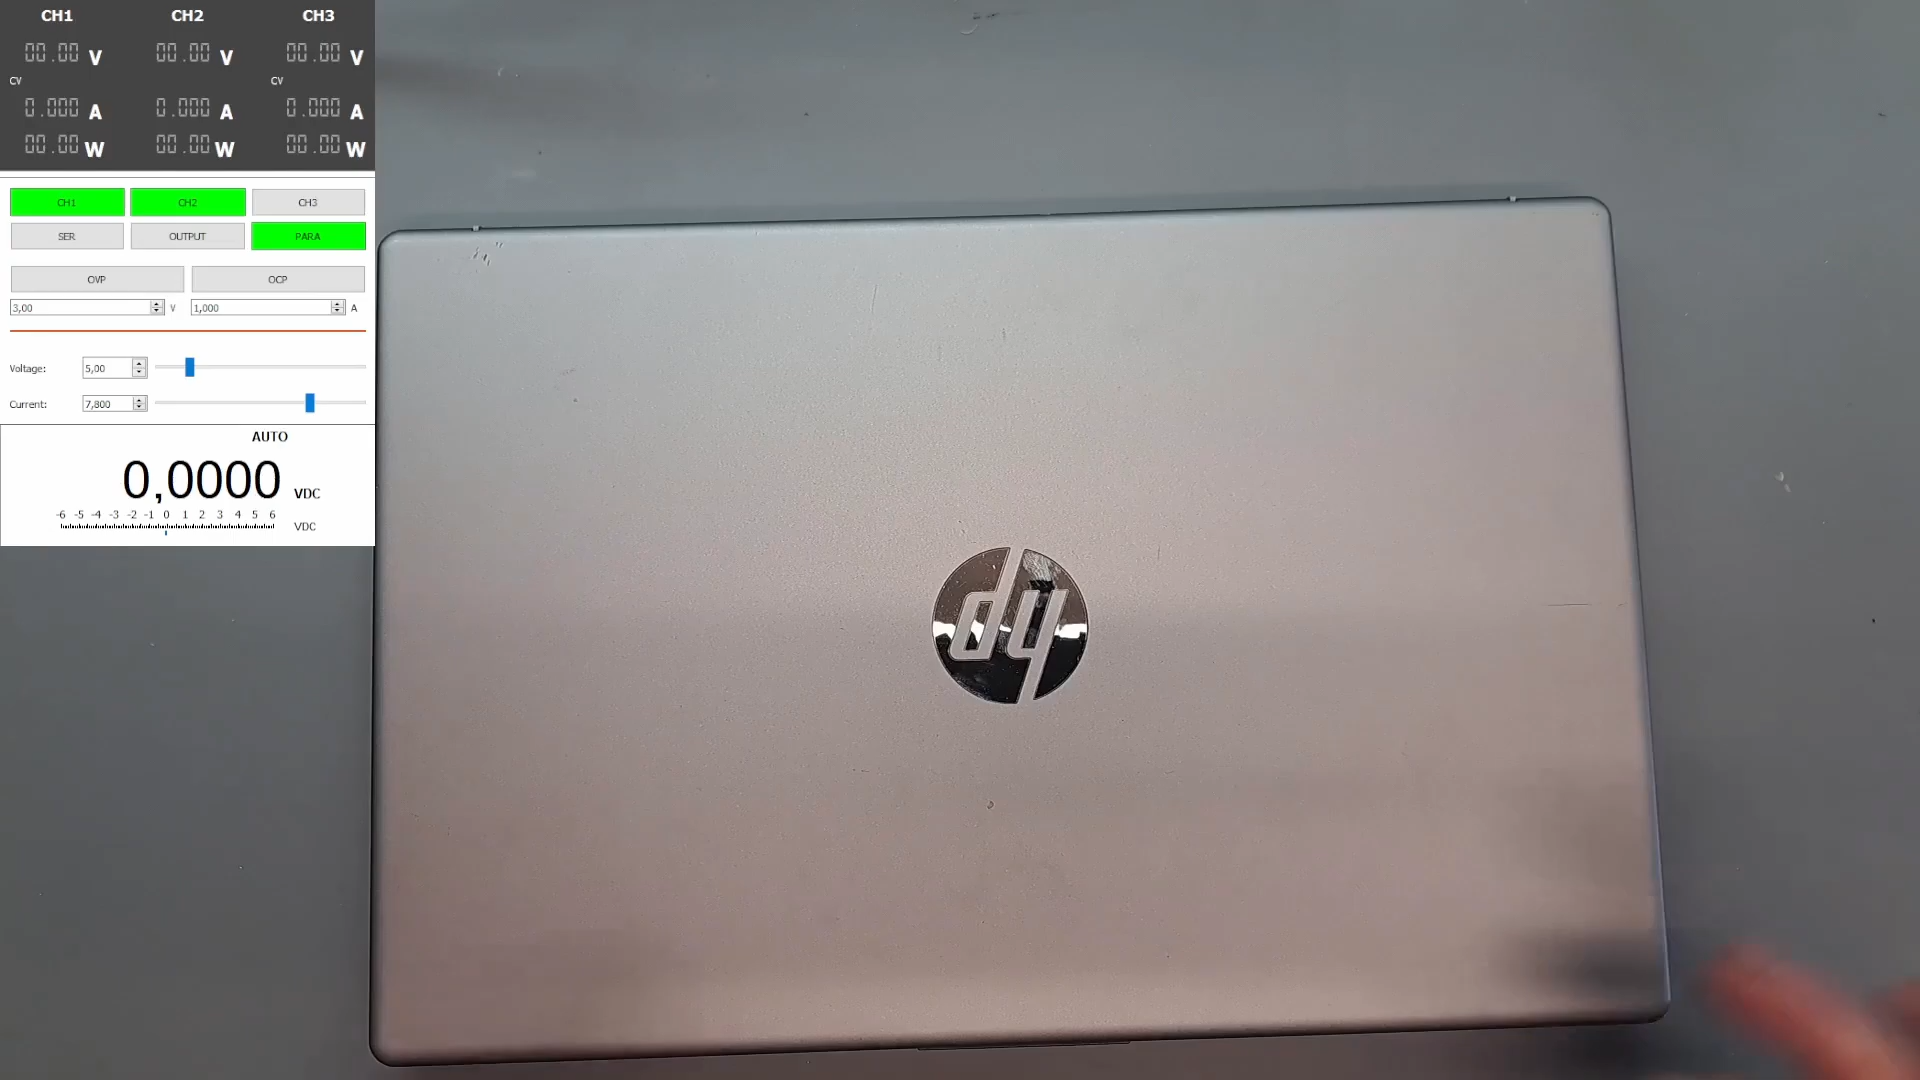 CH1 CH2 CH3
00.00 V 00.00 V 00.00 V
CV CV
0.000 A 0.000 A 0.000 A
00.00 W 00.00 W 00.00 W
CH1 CH2 CH3
SER OUTPUT PARA
OVP OCP
3,00 V 1,000 A
Voltage: 5,00
Current: 7,800
AUTO
0,0000 VDC
-6 -5 -4 -3 -2 -1 0 1 2 3 4 5 6
VDC
hp